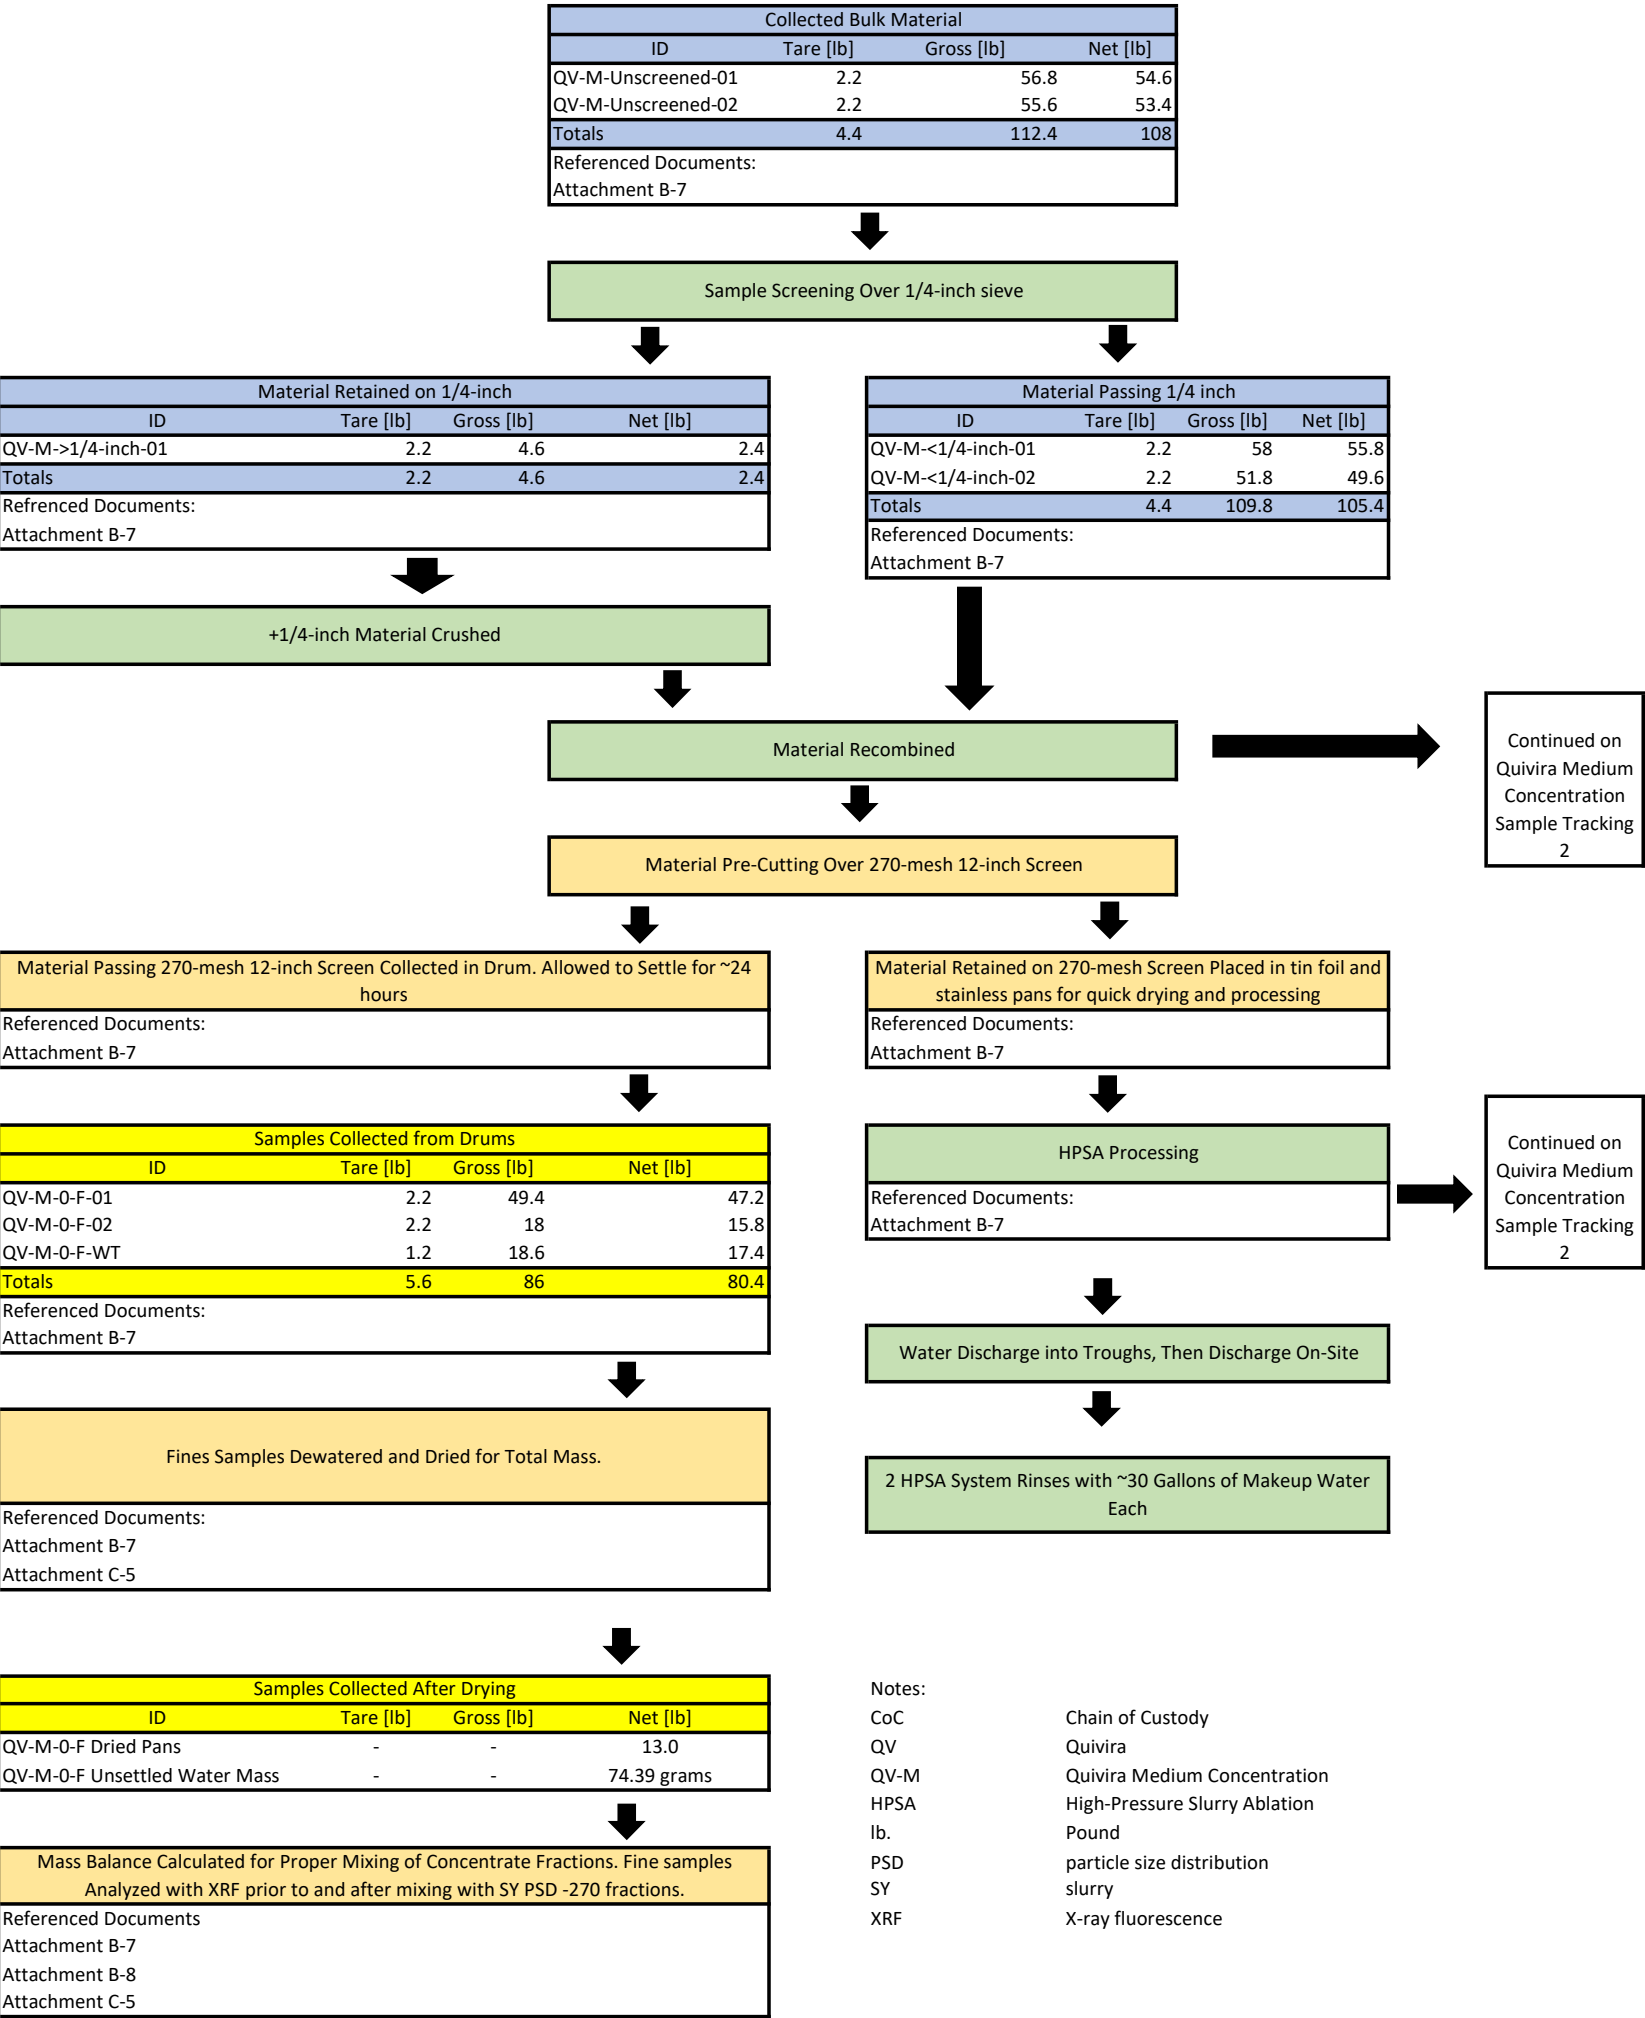 Collected Bulk Material
ID Tare [lb] Gross [lb] Net [lb]
QV-M-Unscreened-01 2.2 56.8 54.6
QV-M-Unscreened-02 2.2 55.6 53.4
Totals 4.4 112.4 108
Referenced Documents:
Attachment B-7
Sample Screening Over 1/4-inch sieve
Material Retained on 1/4-inch
ID Tare [lb] Gross [lb] Net [lb]
QV-M->1/4-inch-01 2.2 4.6 2.4
Totals 2.2 4.6 2.4
Refrenced Documents:
Attachment B-7
Material Passing 1/4 inch
ID Tare [lb] Gross [lb] Net [lb]
QV-M-<1/4-inch-01 2.2 58 55.8
QV-M-<1/4-inch-02 2.2 51.8 49.6
Totals 4.4 109.8 105.4
Referenced Documents:
Attachment B-7
+1/4-inch Material Crushed
Material Recombined
Continued on
Quivira Medium
Concentration
Sample Tracking
2
Material Pre-Cutting Over 270-mesh 12-inch Screen
Material Passing 270-mesh 12-inch Screen Collected in Drum. Allowed to Settle for ~24
hours
Referenced Documents:
Attachment B-7
Material Retained on 270-mesh Screen Placed in tin foil and
stainless pans for quick drying and processing
Referenced Documents:
Attachment B-7
Samples Collected from Drums
ID Tare [lb] Gross [lb] Net [lb]
QV-M-0-F-01 2.2 49.4 47.2
QV-M-0-F-02 2.2 18 15.8
QV-M-0-F-WT 1.2 18.6 17.4
Totals 5.6 86 80.4
Referenced Documents:
Attachment B-7
HPSA Processing
Referenced Documents:
Attachment B-7
Continued on
Quivira Medium
Concentration
Sample Tracking
2
Water Discharge into Troughs, Then Discharge On-Site
2 HPSA System Rinses with ~30 Gallons of Makeup Water
Each
Fines Samples Dewatered and Dried for Total Mass.
Referenced Documents:
Attachment B-7
Attachment C-5
Samples Collected After Drying
ID Tare [lb] Gross [lb] Net [lb]
QV-M-0-F Dried Pans - - 13.0
QV-M-0-F Unsettled Water Mass - - 74.39 grams
Mass Balance Calculated for Proper Mixing of Concentrate Fractions. Fine samples
Analyzed with XRF prior to and after mixing with SY PSD -270 fractions.
Referenced Documents
Attachment B-7
Attachment B-8
Attachment C-5
Notes:
CoC Chain of Custody
QV Quivira
QV-M Quivira Medium Concentration
HPSA High-Pressure Slurry Ablation
lb. Pound
PSD particle size distribution
SY slurry
XRF X-ray fluorescence